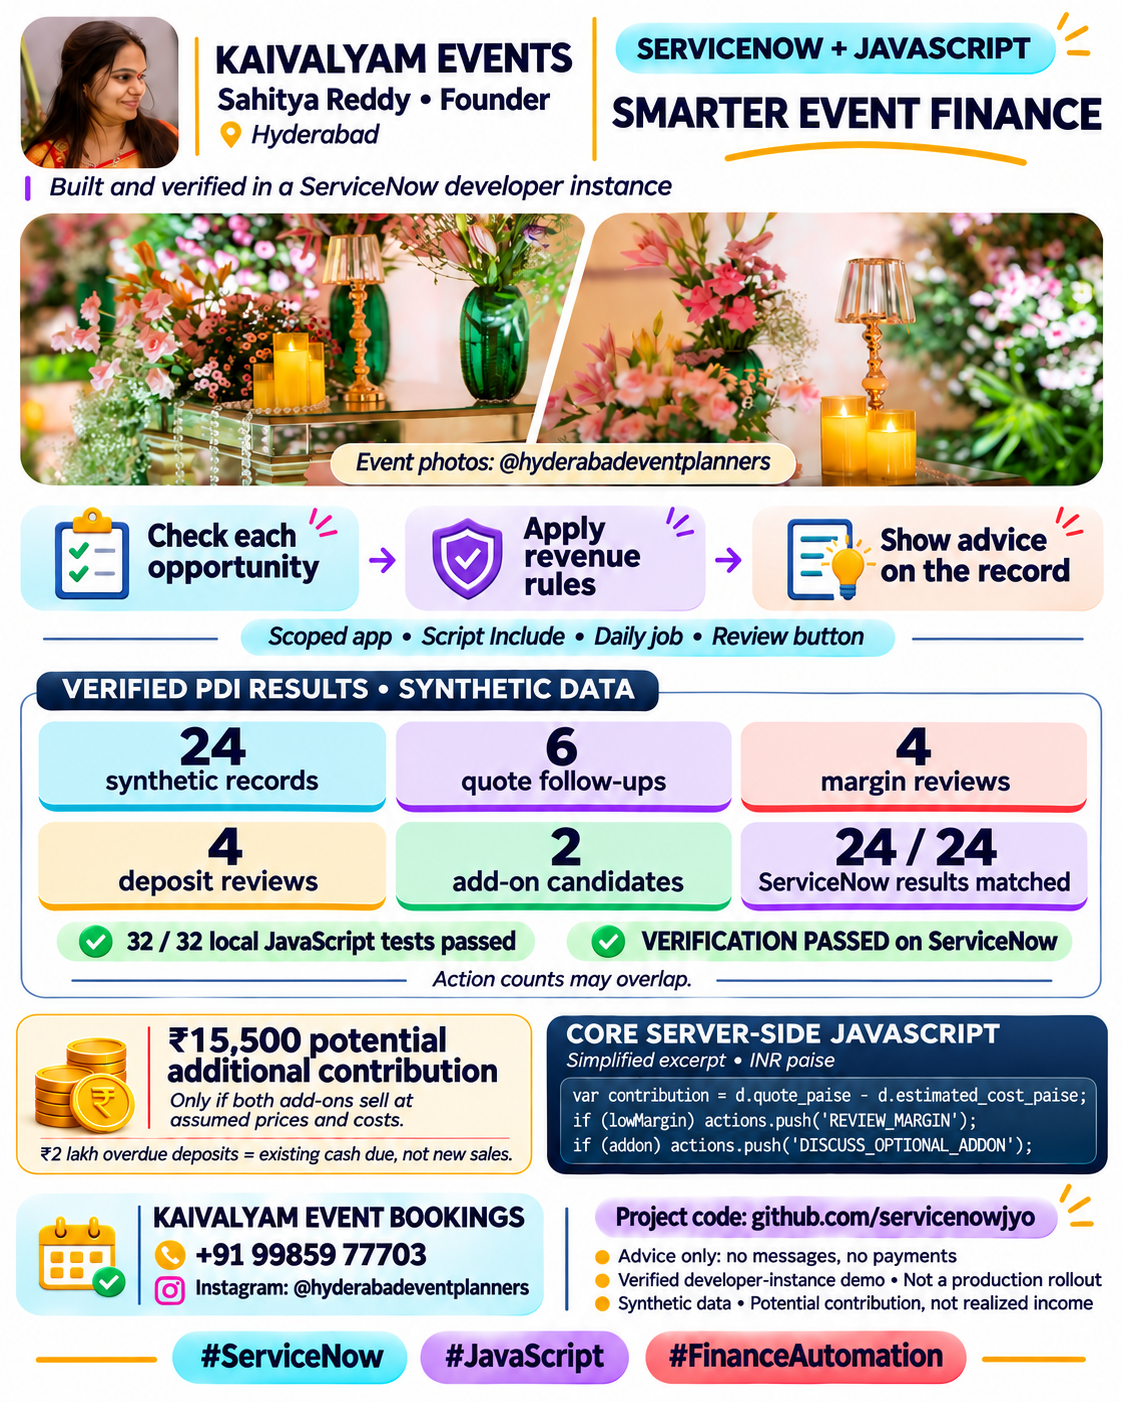 KAIVALYAM EVENTS
Sahitya Reddy • Founder
Hyderabad
SERVICENOW + JAVASCRIPT
SMARTER EVENT FINANCE
Built and verified in a ServiceNow developer instance
Event photos: @hyderabadeventplanners
Check each
opportunity
Apply
revenue
rules
Show advice
on the record
Scoped app • Script Include • Daily job • Review button
VERIFIED PDI RESULTS • SYNTHETIC DATA
24
synthetic records
6
quote follow-ups
4
margin reviews
4
deposit reviews
2
add-on candidates
24 / 24
ServiceNow results matched
32 / 32 local JavaScript tests passed
VERIFICATION PASSED on ServiceNow
Action counts may overlap.
₹15,500 potential
additional contribution
Only if both add-ons sell at
assumed prices and costs.
₹2 lakh overdue deposits = existing cash due, not new sales.
CORE SERVER-SIDE JAVASCRIPT
Simplified excerpt • INR paise
var contribution = d.quote_paise - d.estimated_cost_paise;
if (lowMargin) actions.push('REVIEW_MARGIN');
if (addon) actions.push('DISCUSS_OPTIONAL_ADDON');
KAIVALYAM EVENT BOOKINGS
+91 99859 77703
Instagram: @hyderabadeventplanners
Project code: github.com/servicenowjyo
Advice only: no messages, no payments
Verified developer-instance demo • Not a production rollout
Synthetic data • Potential contribution, not realized income
#ServiceNow
#JavaScript
#FinanceAutomation